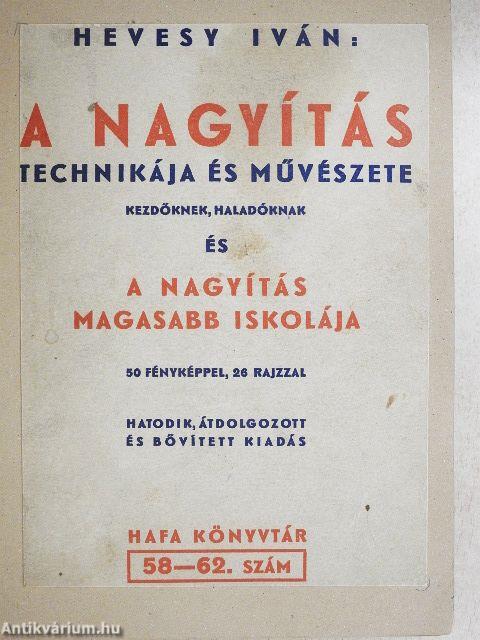 HEVESY IVÁN:
A NAGYÍTÁS
TECHNIKÁJA ÉS MŰVÉSZETE
KEZDŐKNEK, HALADÓKNAK
ÉS
A NAGYÍTÁS
MAGASABB ISKOLÁJA
50 FÉNYKÉPPEL, 26 RAJZZAL
HATODIK, ÁTDOLGOZOTT
ÉS BŐVÍTETT KIADÁS
HAFA KÖNYVTÁR
58—62. SZÁM
Antikvárium.hu